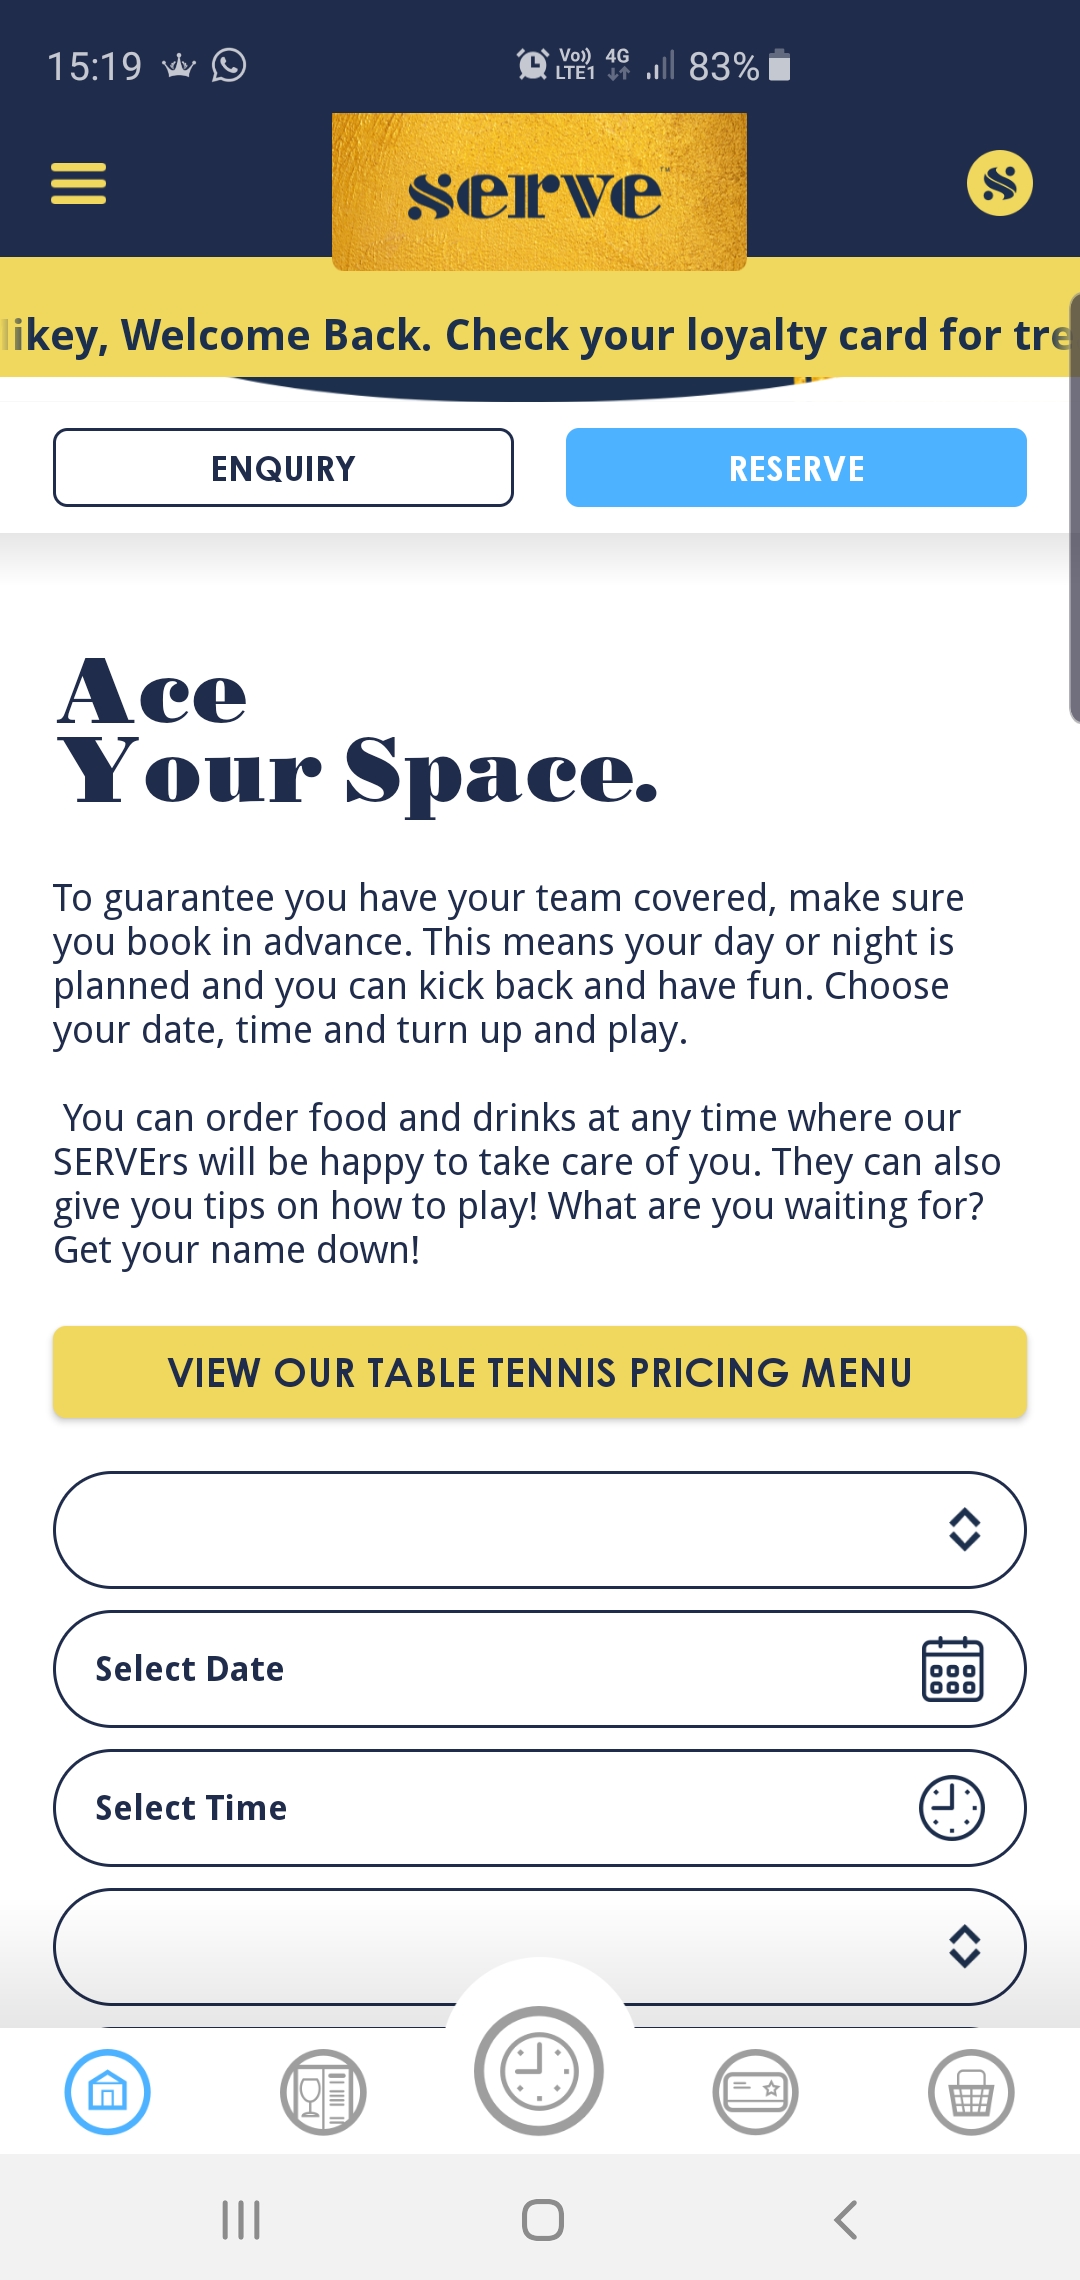 15:19 Vo)) LTE1 4G 83%
serve™
likey, Welcome Back. Check your loyalty card for tre
ENQUIRY RESERVE
Ace
Your Space.
To guarantee you have your team covered, make sure
you book in advance. This means your day or night is
planned and you can kick back and have fun. Choose
your date, time and turn up and play.
You can order food and drinks at any time where our
SERVErs will be happy to take care of you. They can also
give you tips on how to play! What are you waiting for?
Get your name down!
VIEW OUR TABLE TENNIS PRICING MENU
Select Date
Select Time